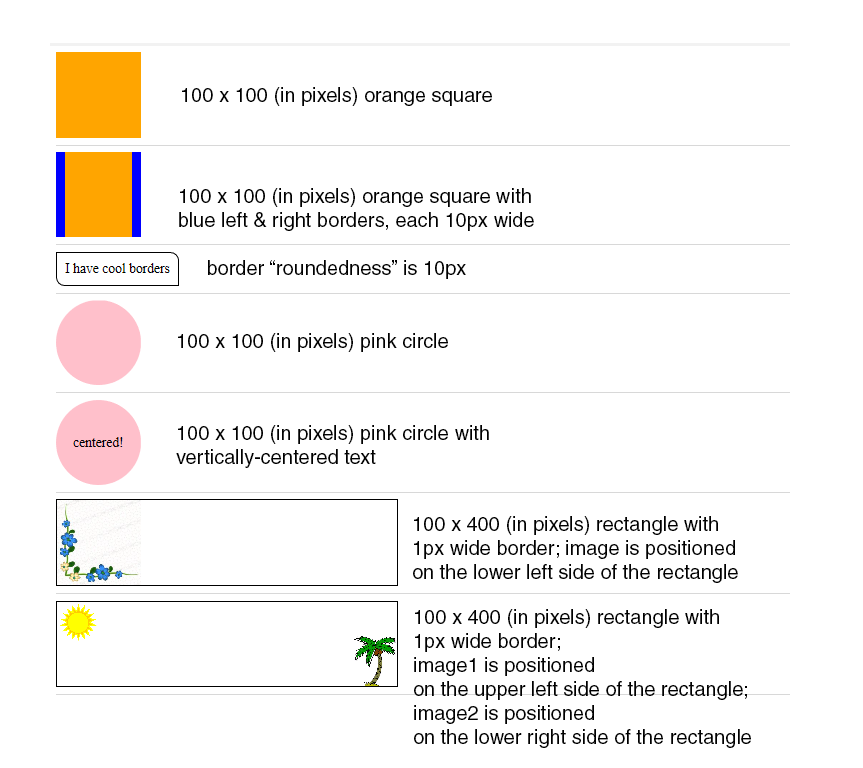 100 x 100 (in pixels) orange square
100 x 100 (in pixels) orange square with
blue left & right borders, each 10px wide
I have cool borders
border “roundedness” is 10px
100 x 100 (in pixels) pink circle
centered!
100 x 100 (in pixels) pink circle with
vertically-centered text
100 x 400 (in pixels) rectangle with
1px wide border; image is positioned
on the lower left side of the rectangle
100 x 400 (in pixels) rectangle with
1px wide border;
image1 is positioned
on the upper left side of the rectangle;
image2 is positioned
on the lower right side of the rectangle